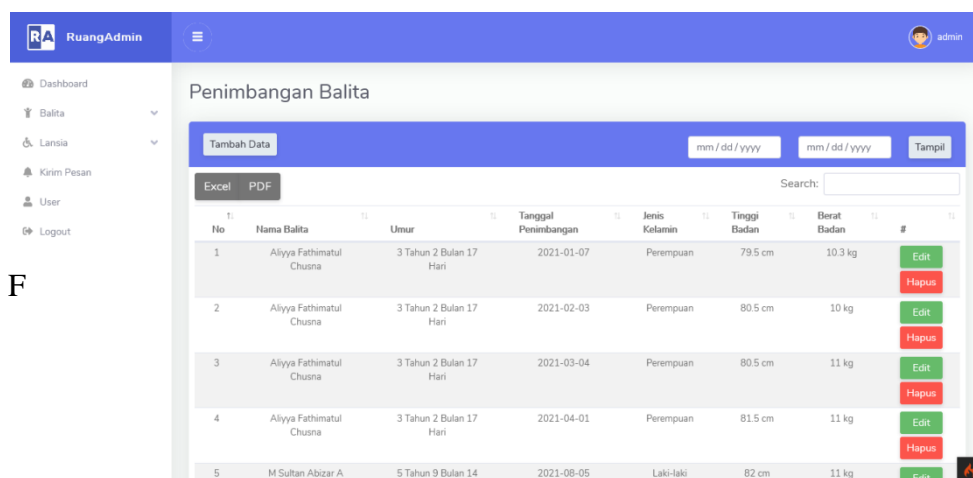 RA RuangAdmin
admin
Dashboard
Balita
Lansia
Kirim Pesan
User
Logout
F
Penimbangan Balita
Tambah Data mm/dd/yyyy mm/dd/yyyy Tampil
Excel PDF Search:
No Nama Balita Umur Tanggal Penimbangan Jenis Kelamin Tinggi Badan Berat Badan #
1 Aliyya Fathimatul Chusna 3 Tahun 2 Bulan 17 Hari 2021-01-07 Perempuan 79.5 cm 10.3 kg Edit Hapus
2 Aliyya Fathimatul Chusna 3 Tahun 2 Bulan 17 Hari 2021-02-03 Perempuan 80.5 cm 10 kg Edit Hapus
3 Aliyya Fathimatul Chusna 3 Tahun 2 Bulan 17 Hari 2021-03-04 Perempuan 80.5 cm 11 kg Edit Hapus
4 Aliyya Fathimatul Chusna 3 Tahun 2 Bulan 17 Hari 2021-04-01 Perempuan 81.5 cm 11 kg Edit Hapus
5 M Sultan Abizar A 5 Tahun 9 Bulan 14 2021-08-05 Laki-laki 82 cm 11 kg Edit